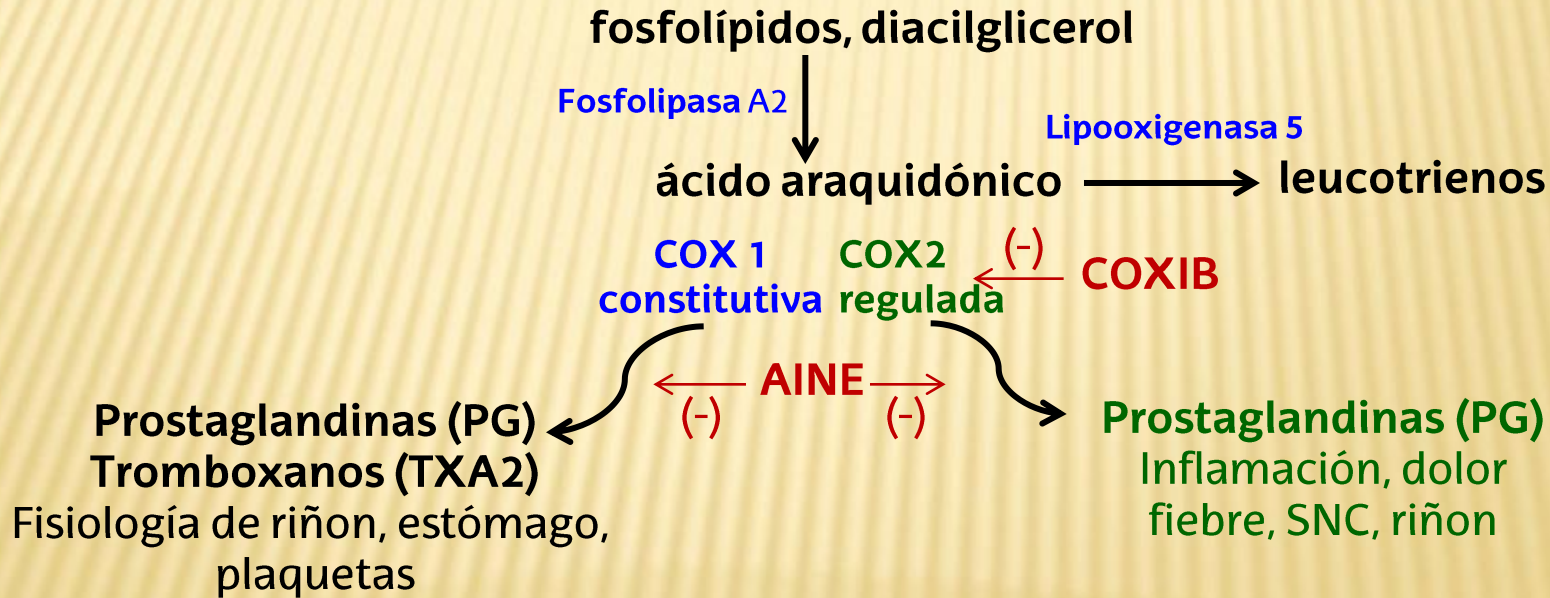 fosfolípidos, diacilglicerol
Fosfolipasa A2
Lipooxigenasa 5
ácido araquidónico
leucotrienos
COX 1
constitutiva
COX2
regulada
(-)
COXIB
AINE
(-)
(-)
Prostaglandinas (PG)
Tromboxanos (TXA2)
Fisiología de riñon, estómago,
plaquetas
Prostaglandinas (PG)
Inflamación, dolor
fiebre, SNC, riñon